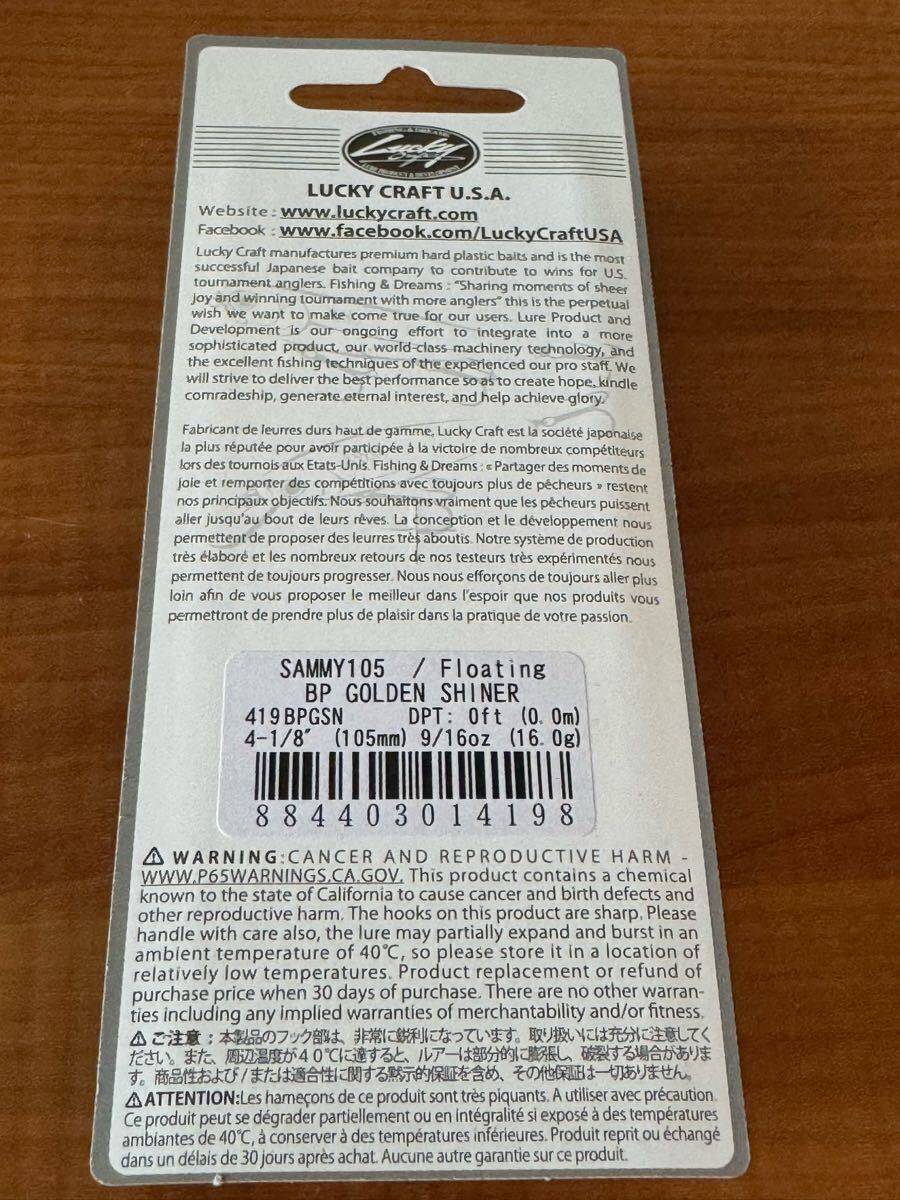 FISHING & DREAMS
Lucky Craft
LURE PRODUCT & DEVELOPMENT
LUCKY CRAFT U.S.A.
Website : www.luckycraft.com
Facebook : www.facebook.com/LuckyCraftUSA
Lucky Craft manufactures premium hard plastic baits and is the most
successful Japanese bait company to contribute to wins for U.S.
tournament anglers. Fishing & Dreams : "Sharing moments of sheer
joy and winning tournament with more anglers" this is the perpetual
wish we want to make come true for our users. Lure Product and
Development is our ongoing effort to integrate into a more
sophisticated product, our world-class machinery technology, and
the excellent fishing techniques of the experienced our pro staff. We
will strive to deliver the best performance so as to create hope, kindle
comradeship, generate eternal interest, and help achieve glory.
Fabricant de leurres durs haut de gamme, Lucky Craft est la société japonaise
la plus réputée pour avoir participée à la victoire de nombreux compétiteurs
lors des tournois aux Etats-Unis. Fishing & Dreams : « Partager des moments de
joie et remporter des compétitions avec toujours plus de pêcheurs » restent
nos principaux objectifs. Nous souhaitons vraiment que les pêcheurs puissent
aller jusqu'au bout de leurs rêves. La conception et le développement nous
permettent de proposer des leurres très aboutis. Notre système de production
très élaboré et les nombreux retours de nos testeurs très expérimentés nous
permettent de toujours progresser. Nous nous efforçons de toujours aller plus
loin afin de vous proposer le meilleur dans l'espoir que nos produits vous
permettront de prendre plus de plaisir dans la pratique de votre passion.
SAMMY105 / Floating
BP GOLDEN SHINER
419BPGSN DPT: 0ft (0.0m)
4-1/8" (105mm) 9/16oz (16.0g)
884403014198
⚠ WARNING:CANCER AND REPRODUCTIVE HARM -
WWW.P65WARNINGS.CA.GOV. This product contains a chemical
known to the state of California to cause cancer and birth defects and
other reproductive harm. The hooks on this product are sharp, Please
handle with care also, the lure may partially expand and burst in an
ambient temperature of 40℃, so please store it in a location of
relatively low temperatures. Product replacement or refund of
purchase price when 30 days of purchase. There are no other warran-
ties including any implied warranties of merchantability and/or fitness.
⚠ ご注意：本製品のフック部は、非常に鋭利になっています。取り扱いには充分に注意してく
ださい。また、周辺温度が４０℃に達すると、ルアーは部分的に膨張し、破裂する場合がありま
す。商品性および/または適合性に関する黙示的保証を含め、その他保証は一切ありません。
⚠ATTENTION:Les hameçons de ce produit sont très piquants. A utiliser avec précaution.
Ce produit peut se dégrader partiellement ou en intégralité si exposé à des températures
ambiantes de 40℃, à conserver à des températures inférieures. Produit reprit ou échangé
dans un délais de 30 jours après achat. Aucune autre garantie sur ce produit.